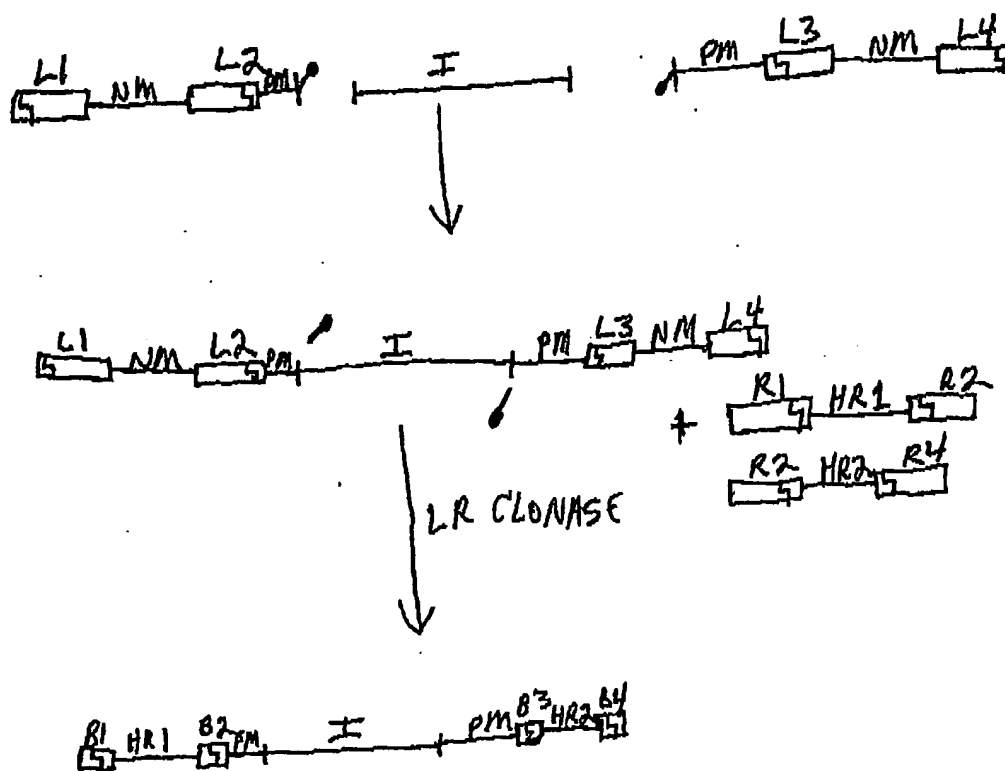 L1 NM L2 PM I PM L3 NM L4
L1 NM L2 PM I PM L3 NM L4
+ R1 HR1 R2
R2 HR2 R4
LR CLONASE
B1 HR1 B2 PM I PM B3 HR2 B4